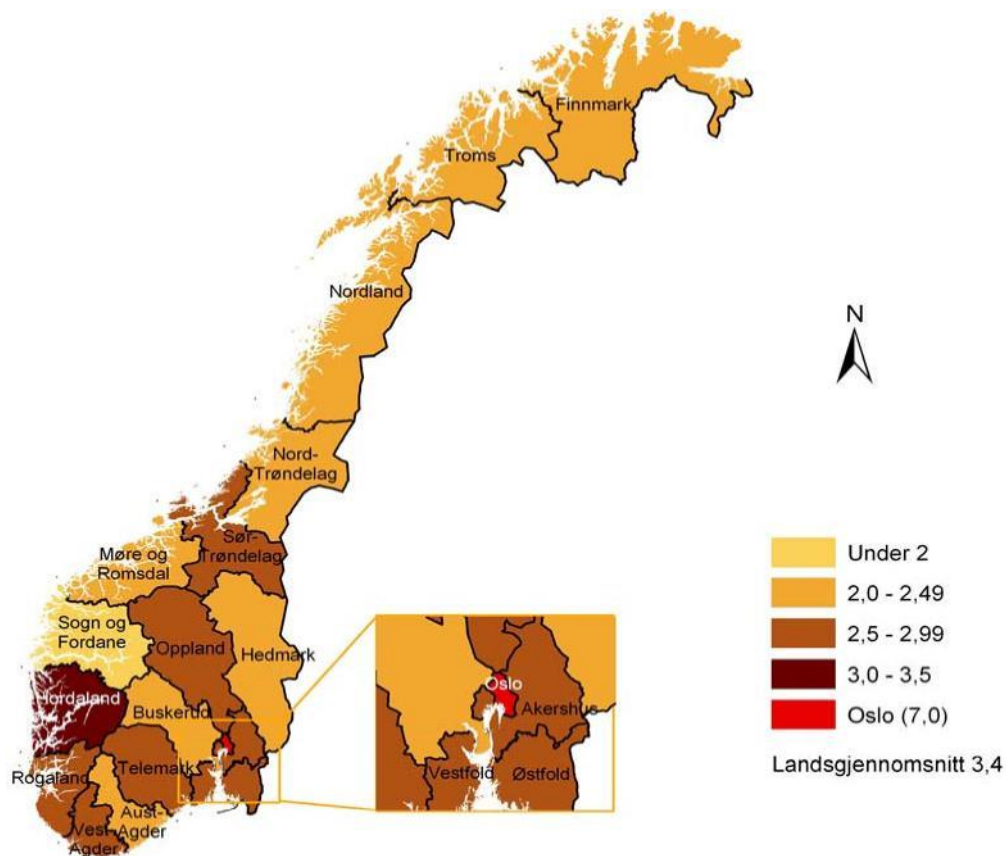 Finnmark
Troms
Nordland
N
Nord-
Trøndelag
Sør-
Trøndelag
Møre og
Romsdal
Sogn og
Fordane
Oppland
Hedmark
Hordaland
Buskerud
Rogaland
Telemark
Aust-
Agder
Vest-
Agder
Oslo
Akershus
Vestfold
Østfold
Under 2
2,0 - 2,49
2,5 - 2,99
3,0 - 3,5
Oslo (7,0)
Landsgjennomsnitt 3,4